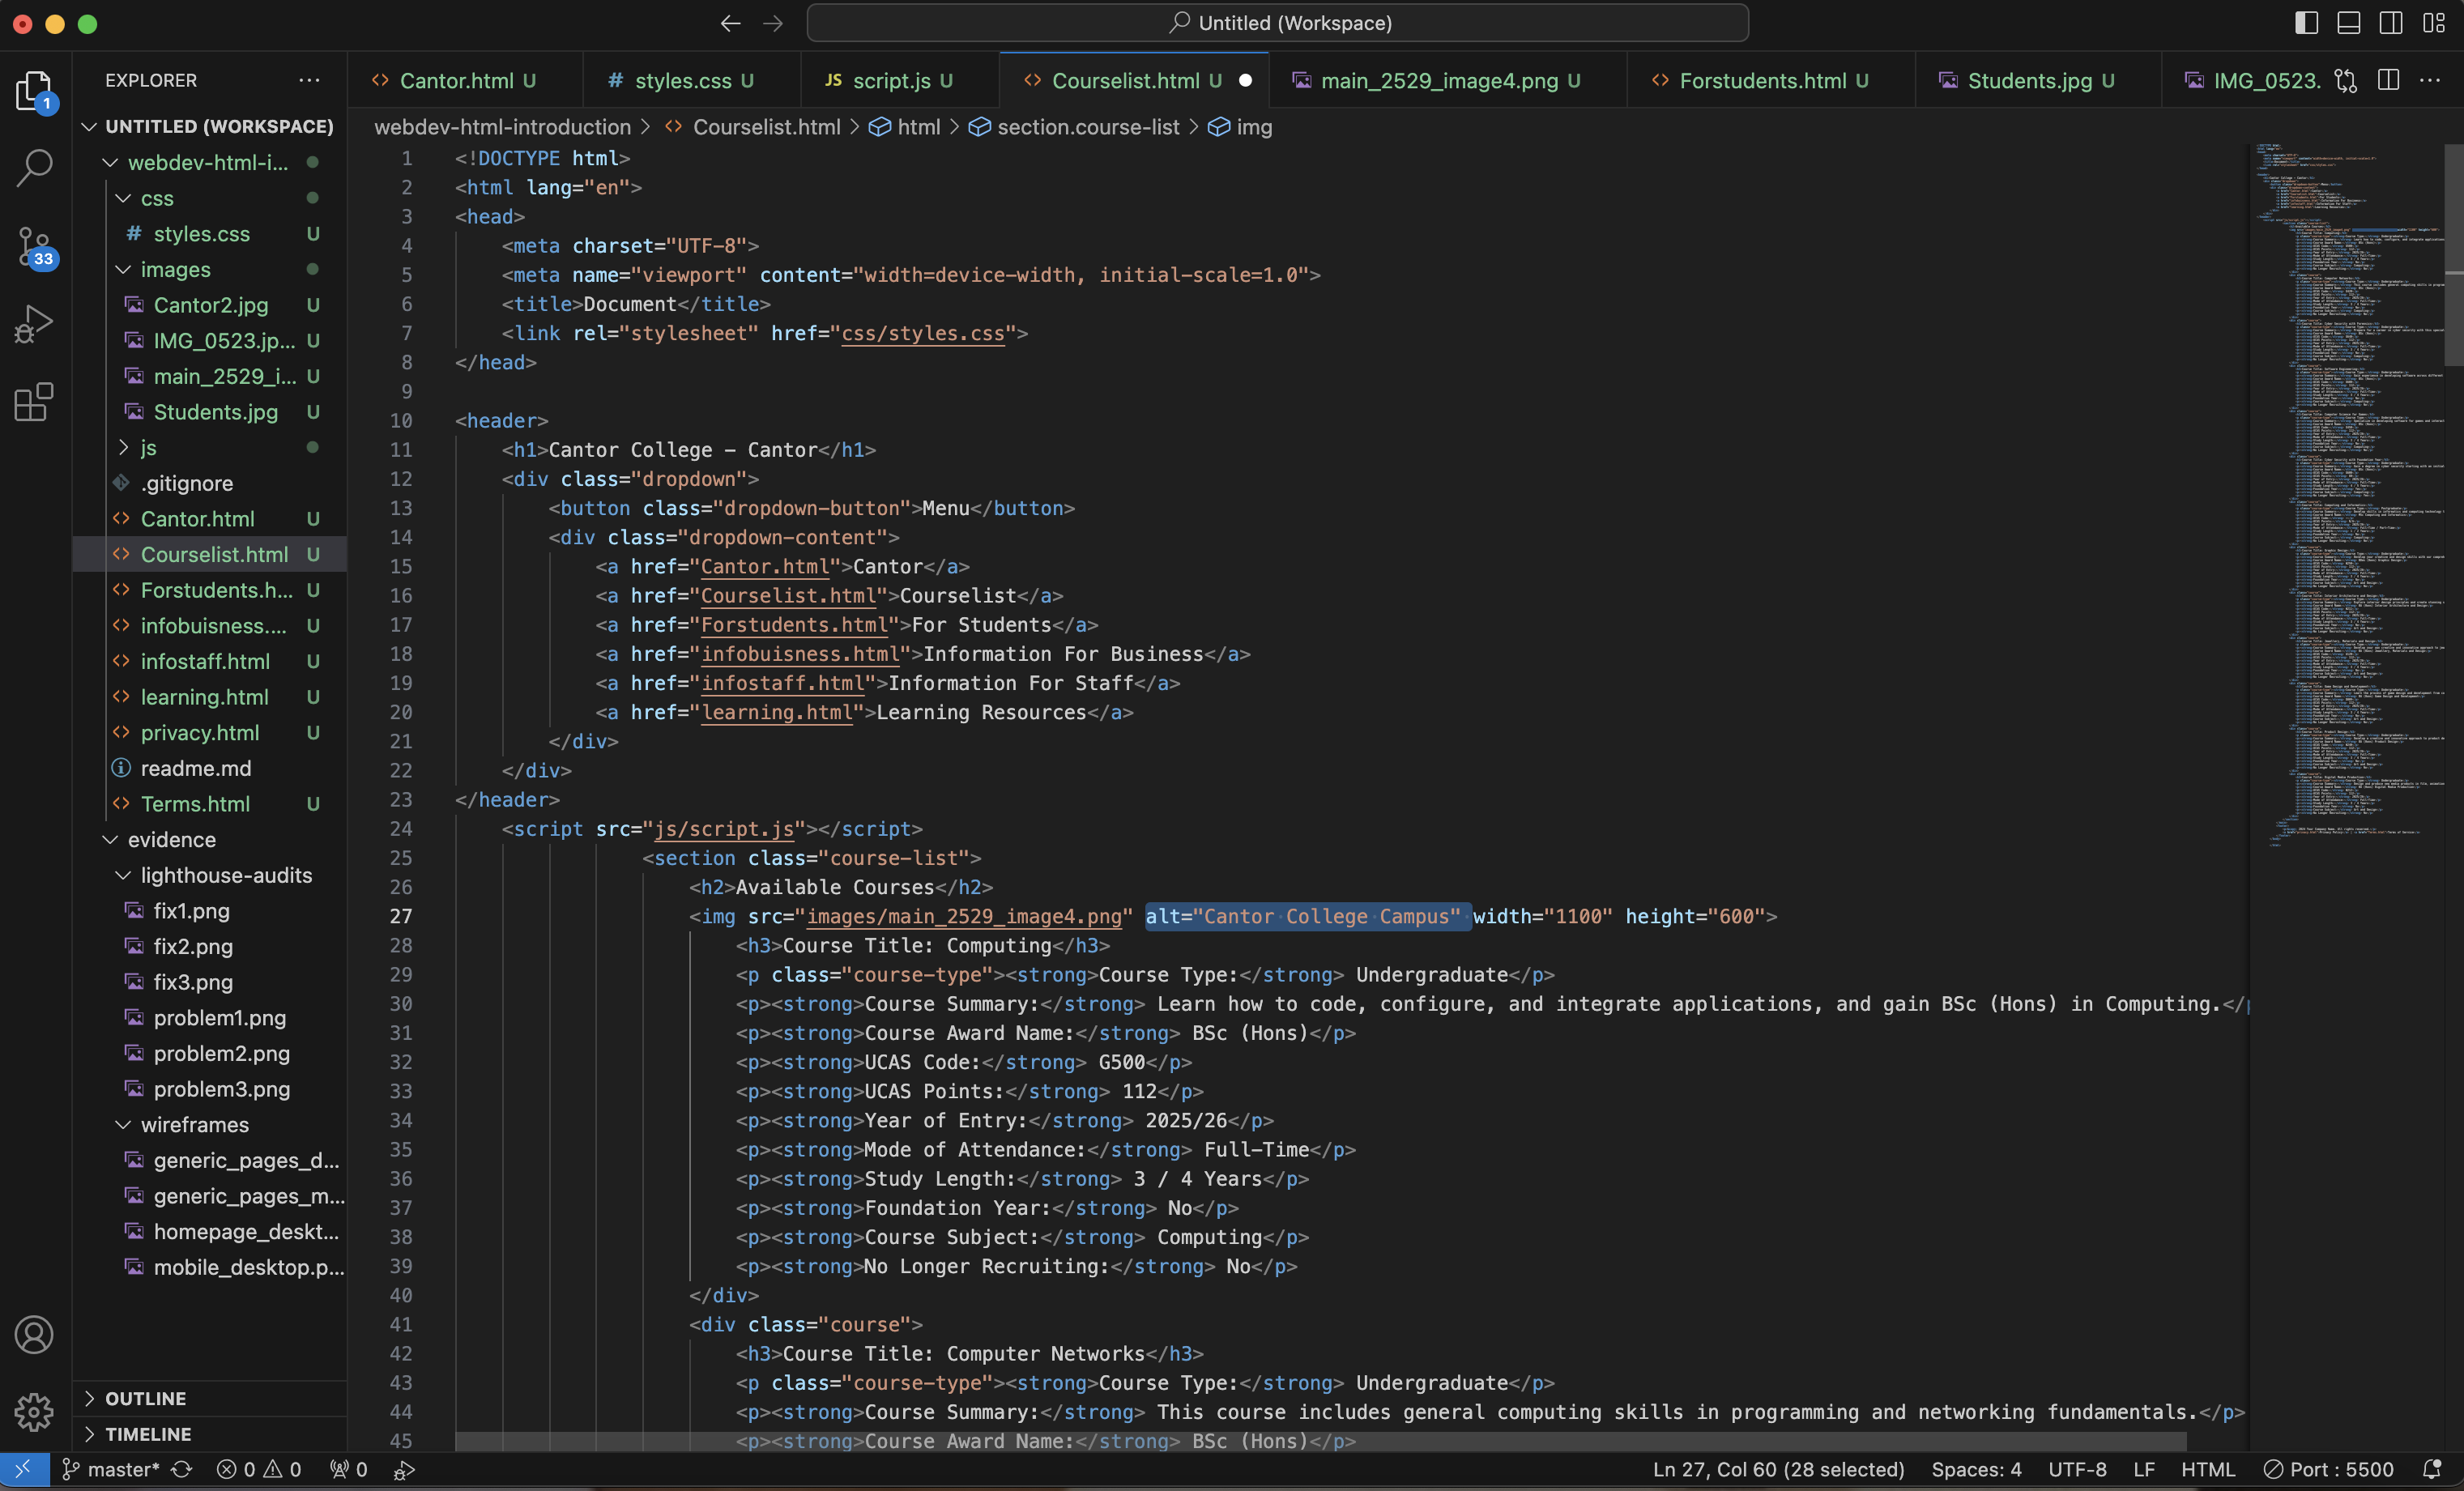 Untitled (Workspace)
EXPLORER
Cantor.html U
# styles.css U
JS script.js U
Courselist.html U
main_2529_image4.png U
Forstudents.html U
Students.jpg U
IMG_0523.
webdev-html-introduction > Courselist.html > html > section.course-list > img
1
33
UNTITLED (WORKSPACE)
webdev-html-i...
css
# styles.css U
images
Cantor2.jpg U
IMG_0523.jp... U
main_2529_i... U
Students.jpg U
js
.gitignore
Cantor.html U
Courselist.html U
Forstudents.h... U
infobuisness.... U
infostaff.html U
learning.html U
privacy.html U
readme.md
Terms.html U
evidence
lighthouse-audits
fix1.png
fix2.png
fix3.png
problem1.png
problem2.png
problem3.png
wireframes
generic_pages_d...
generic_pages_m...
homepage_deskt...
mobile_desktop.p...
OUTLINE
TIMELINE
1 <!DOCTYPE html>
2 <html lang="en">
3 <head>
4 <meta charset="UTF-8">
5 <meta name="viewport" content="width=device-width, initial-scale=1.0">
6 <title>Document</title>
7 <link rel="stylesheet" href="css/styles.css">
8 </head>
9
10 <header>
11 <h1>Cantor College – Cantor</h1>
12 <div class="dropdown">
13 <button class="dropdown-button">Menu</button>
14 <div class="dropdown-content">
15 <a href="Cantor.html">Cantor</a>
16 <a href="Courselist.html">Courselist</a>
17 <a href="Forstudents.html">For Students</a>
18 <a href="infobuisness.html">Information For Business</a>
19 <a href="infostaff.html">Information For Staff</a>
20 <a href="learning.html">Learning Resources</a>
21 </div>
22 </div>
23 </header>
24 <script src="js/script.js"></script>
25 <section class="course-list">
26 <h2>Available Courses</h2>
27 <img src="images/main_2529_image4.png" alt="Cantor College Campus" width="1100" height="600">
28 <h3>Course Title: Computing</h3>
29 <p class="course-type"><strong>Course Type:</strong> Undergraduate</p>
30 <p><strong>Course Summary:</strong> Learn how to code, configure, and integrate applications, and gain BSc (Hons) in Computing.</p
31 <p><strong>Course Award Name:</strong> BSc (Hons)</p>
32 <p><strong>UCAS Code:</strong> G500</p>
33 <p><strong>UCAS Points:</strong> 112</p>
34 <p><strong>Year of Entry:</strong> 2025/26</p>
35 <p><strong>Mode of Attendance:</strong> Full-Time</p>
36 <p><strong>Study Length:</strong> 3 / 4 Years</p>
37 <p><strong>Foundation Year:</strong> No</p>
38 <p><strong>Course Subject:</strong> Computing</p>
39 <p><strong>No Longer Recruiting:</strong> No</p>
40 </div>
41 <div class="course">
42 <h3>Course Title: Computer Networks</h3>
43 <p class="course-type"><strong>Course Type:</strong> Undergraduate</p>
44 <p><strong>Course Summary:</strong> This course includes general computing skills in programming and networking fundamentals.</p>
45 <p><strong>Course Award Name:</strong> BSc (Hons)</p>
master* 0 0 0
Ln 27, Col 60 (28 selected) Spaces: 4 UTF-8 LF HTML Port : 5500